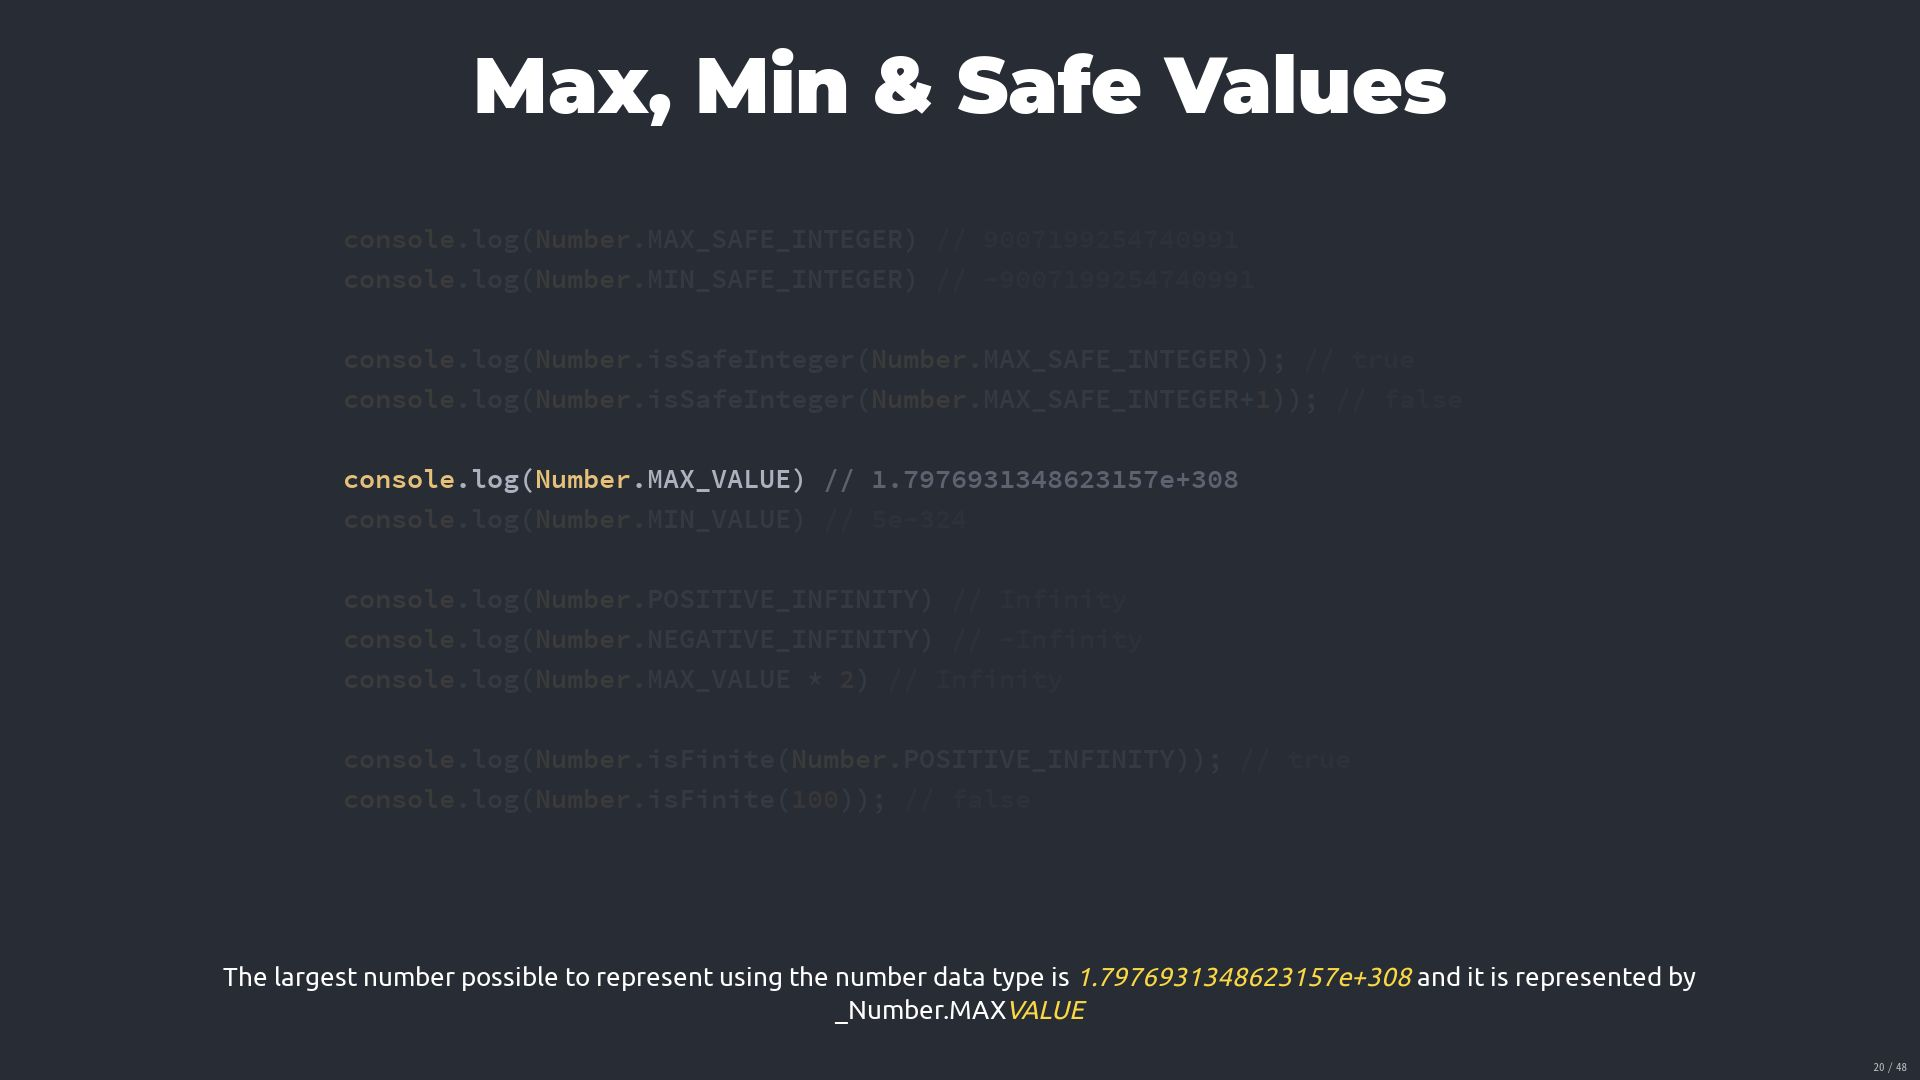 Max, Min & Safe Values
console.log(Number.MAX_SAFE_INTEGER) // 9007199254740991
console.log(Number.MIN_SAFE_INTEGER) // -9007199254740991
console.log(Number.isSafeInteger(Number.MAX_SAFE_INTEGER)); // true
console.log(Number.isSafeInteger(Number.MAX_SAFE_INTEGER+1)); // false
console.log(Number.MAX_VALUE) // 1.7976931348623157e+308
console.log(Number.MIN_VALUE) // 5e-324
console.log(Number.POSITIVE_INFINITY) // Infinity
console.log(Number.NEGATIVE_INFINITY) // -Infinity
console.log(Number.MAX_VALUE * 2) // Infinity
console.log(Number.isFinite(Number.POSITIVE_INFINITY)); // true
console.log(Number.isFinite(100)); // false
The largest number possible to represent using the number data type is 1.7976931348623157e+308 and it is represented by
_Number.MAXVALUE
20 / 48